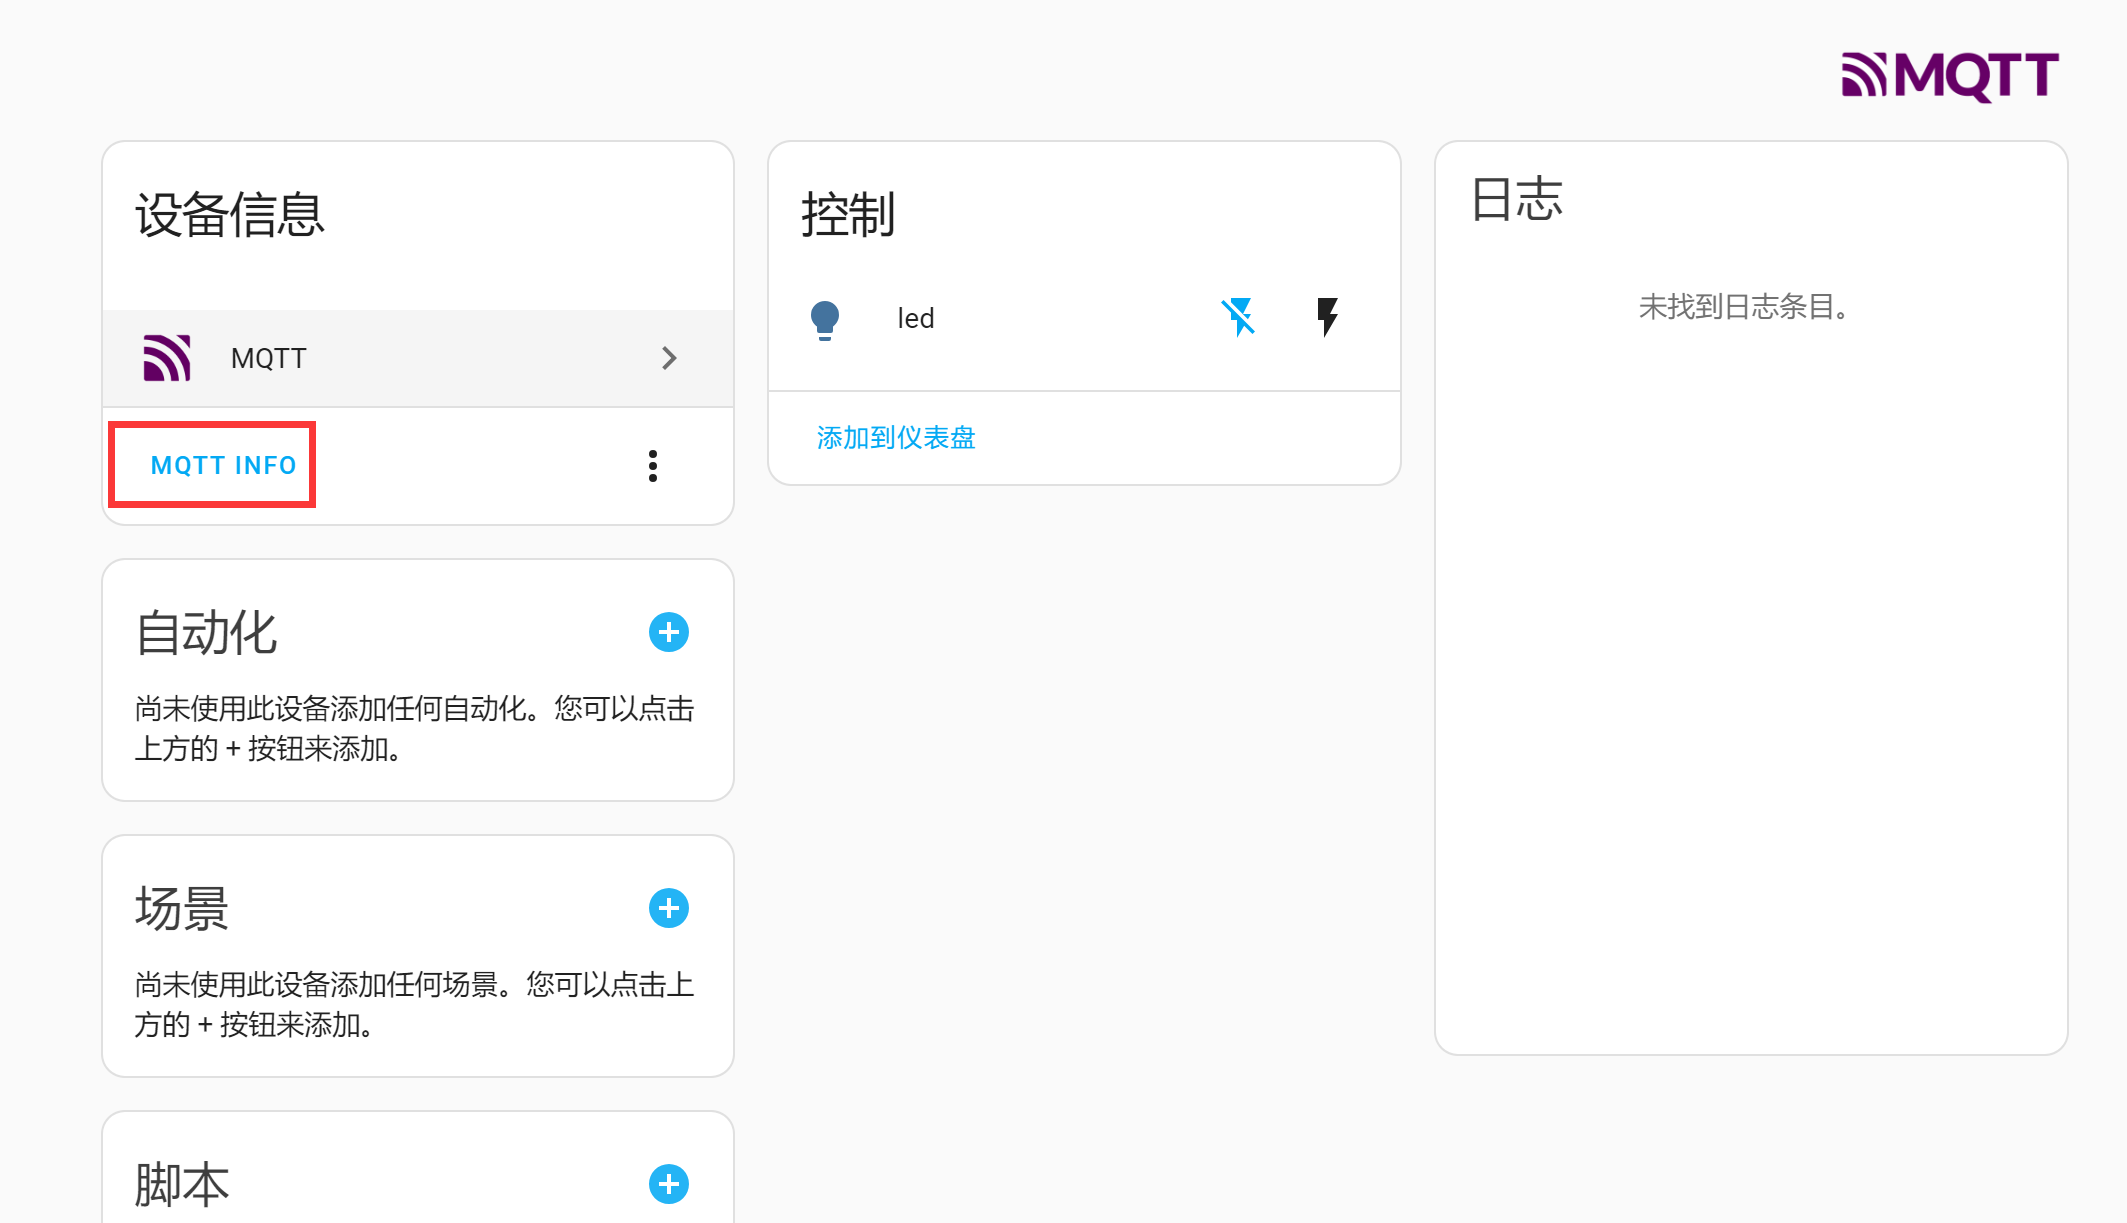 MQTT
设备信息
MQTT
MQTT INFO
控制
led
添加到仪表盘
日志
未找到日志条目。
自动化
尚未使用此设备添加任何自动化。您可以点击
上方的 + 按钮来添加。
场景
尚未使用此设备添加任何场景。您可以点击上
方的 + 按钮来添加。
脚本